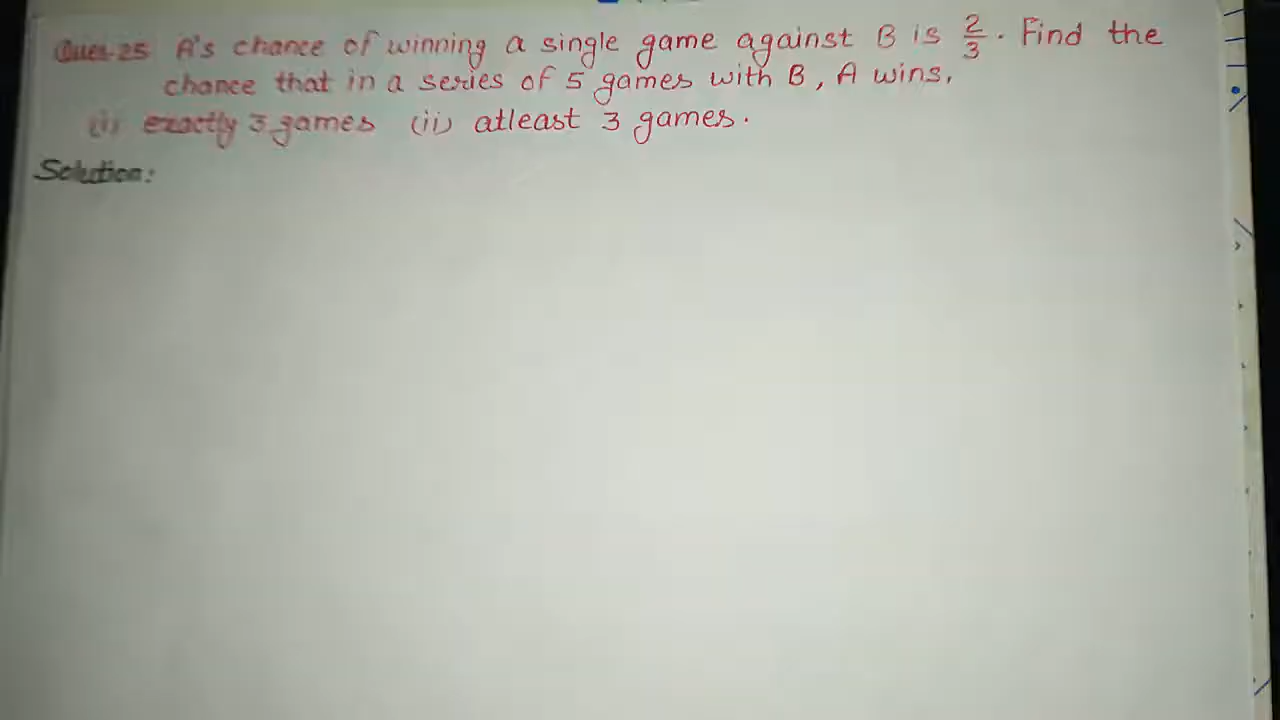 Ques-25 A's chance of winning a single game against B is 2/3. Find the
chance that in a series of 5 games with B, A wins,
(i) exactly 3 games (ii) atleast 3 games.
Solution: